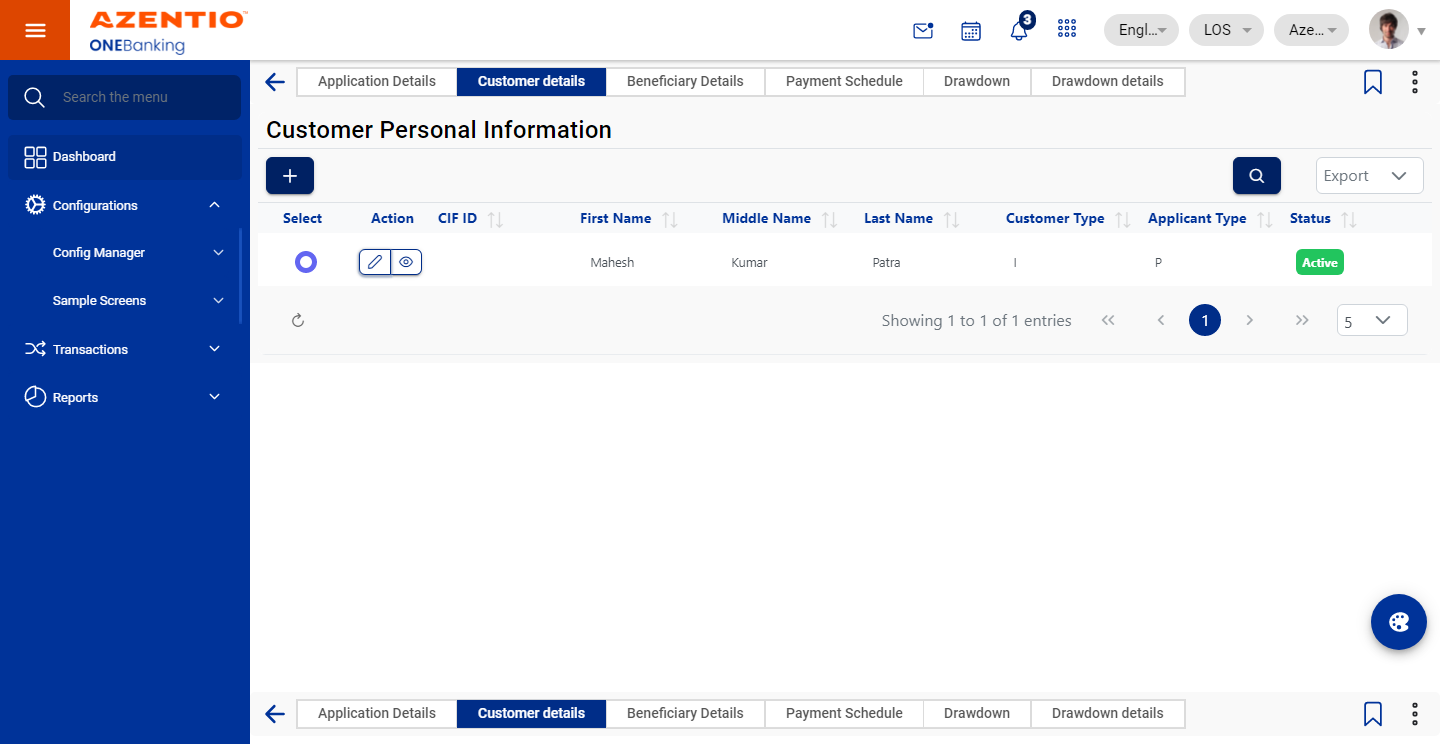 AZENTIO™
ONEBanking
3
Engl...
LOS
Aze...
Search the menu
Dashboard
Configurations
Config Manager
Sample Screens
Transactions
Reports
Application Details
Customer details
Beneficiary Details
Payment Schedule
Drawdown
Drawdown details
Customer Personal Information
+
Export
Select Action CIF ID First Name Middle Name Last Name Customer Type Applicant Type Status
Mahesh Kumar Patra I P Active
Showing 1 to 1 of 1 entries
1
5
Application Details
Customer details
Beneficiary Details
Payment Schedule
Drawdown
Drawdown details